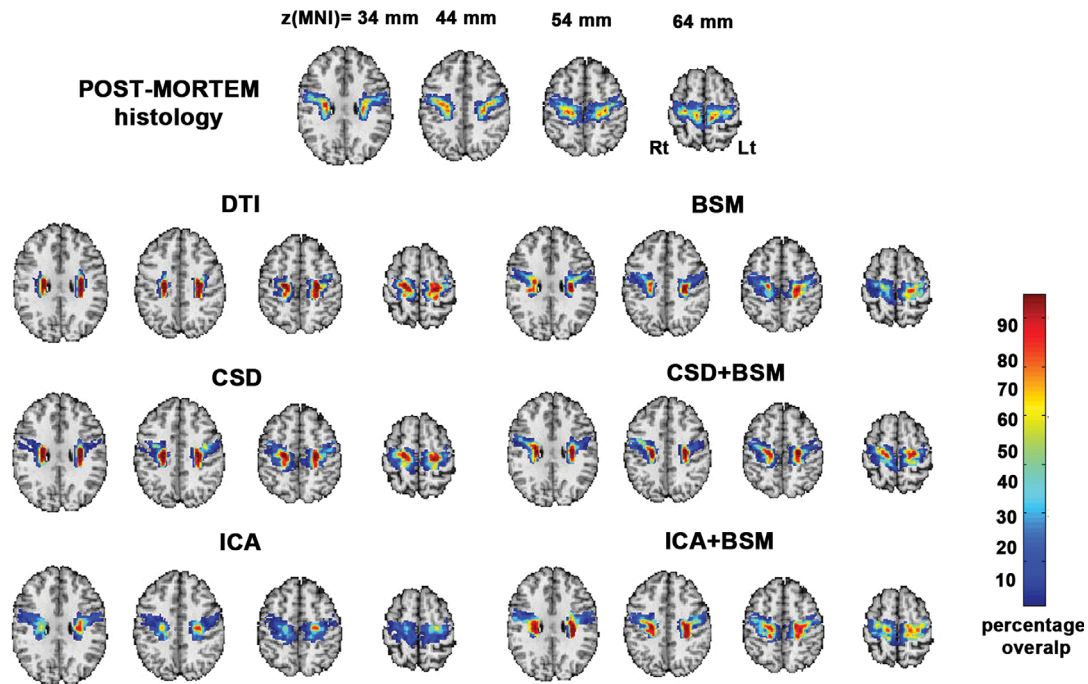 z(MNI)= 34 mm 44 mm 54 mm 64 mm
POST-MORTEM
histology
Rt Lt
DTI BSM
CSD CSD+BSM
ICA ICA+BSM
90
80
70
60
50
40
30
20
10
percentage
overalp